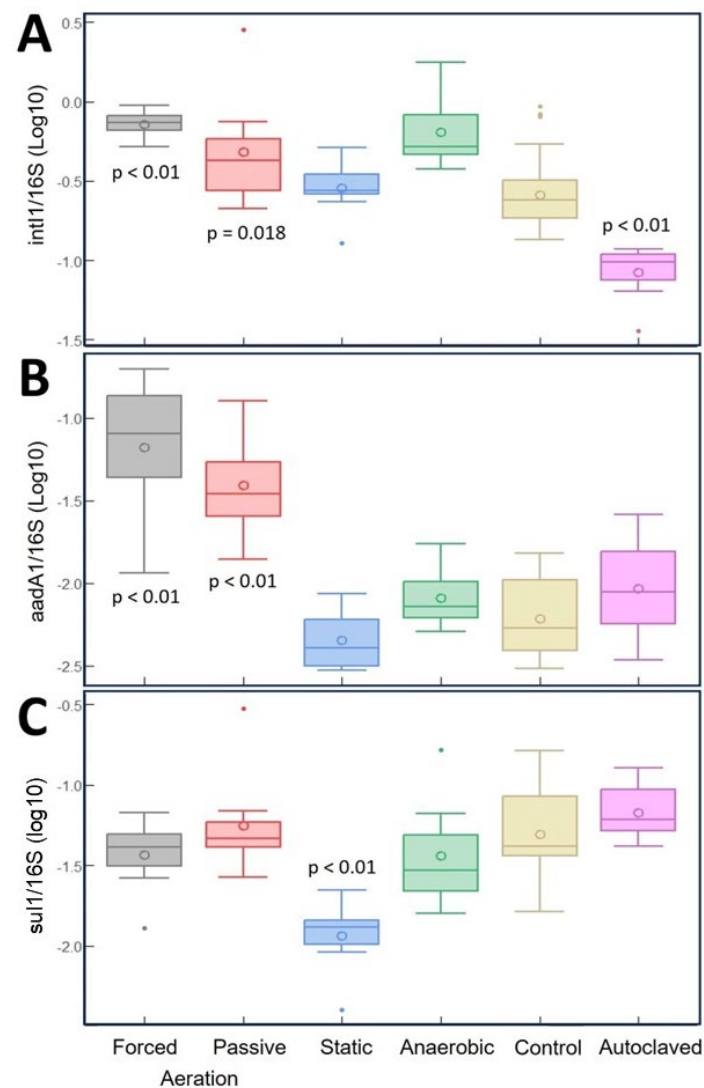 A
intI1/16S (Log10)
0.5
0.0
-0.5
-1.0
-1.5
p < 0.01
p = 0.018
p < 0.01
B
aadA1/16S (Log10)
-1.0
-1.5
-2.0
-2.5
p < 0.01
p < 0.01
C
sul1/16S (log10)
-0.5
-1.0
-1.5
-2.0
p < 0.01
Forced Passive Static Anaerobic Control Autoclaved
Aeration